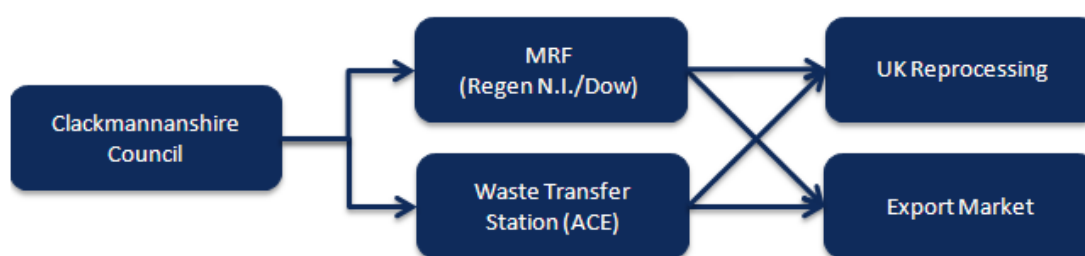 Clackmannanshire
Council
MRF
(Regen N.I./Dow)
Waste Transfer
Station (ACE)
UK Reprocessing
Export Market